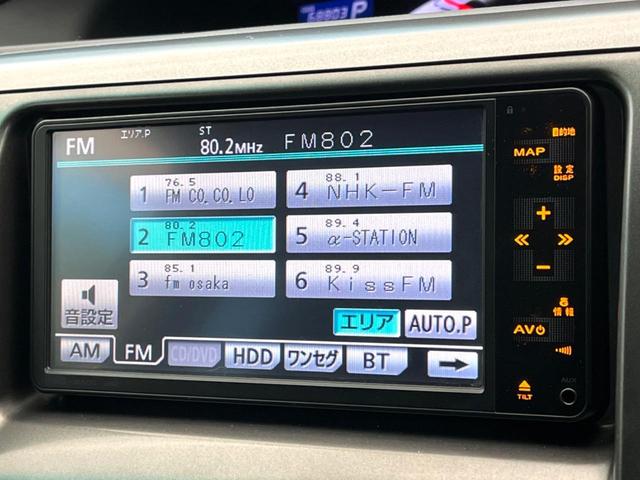 68803 P
FM エリア.P ST 80.2MHz FM802
1 76.5 FM CO.CO.LO
4 88.1 NHK-FM
2 80.2 FM802
5 89.4 α-STATION
3 85.1 fm osaka
6 89.9 KissFM
音設定
エリア AUTO.P
AM FM CD/DVD HDD ワンセグ BT
目的地
MAP
設定
DISP
+
−
情報
AV
TILT
AUX